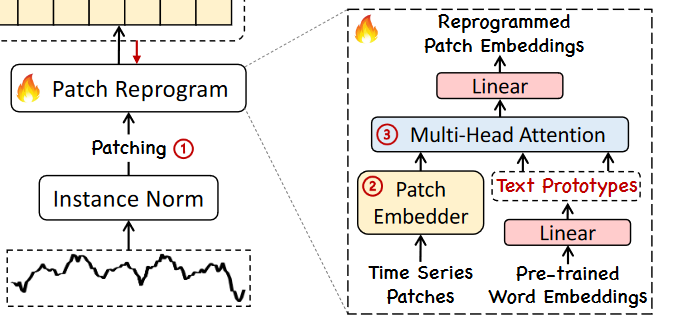 Patch Reprogram
Patching 1
Instance Norm
Reprogrammed
Patch Embeddings
Linear
3 Multi-Head Attention
2 Patch
Embedder
Text Prototypes
Linear
Time Series
Patches
Pre-trained
Word Embeddings